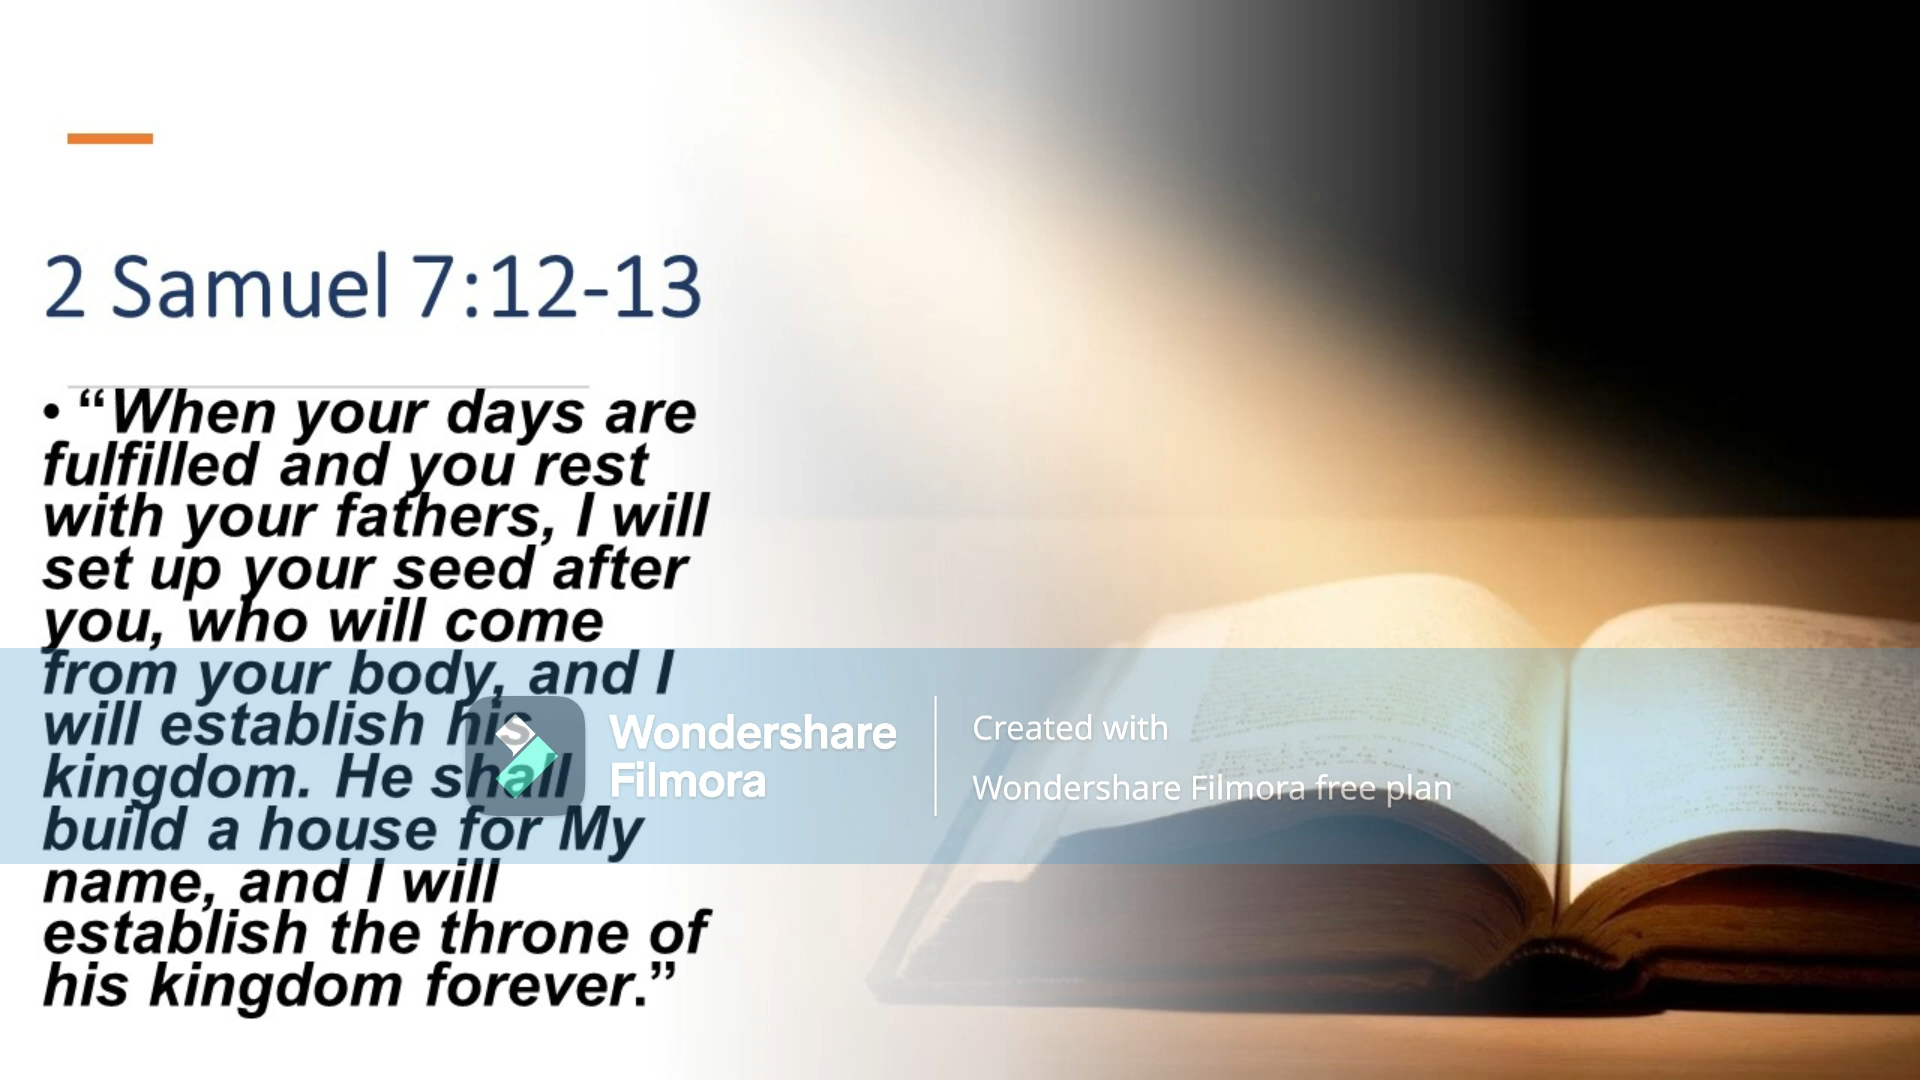 2 Samuel 7:12-13
• “When your days are
fulfilled and you rest
with your fathers, I will
set up your seed after
you, who will come
from your body, and I
will establish his
kingdom. He shall
build a house for My
name, and I will
establish the throne of
his kingdom forever.”
Wondershare
Filmora
Created with
Wondershare Filmora free plan